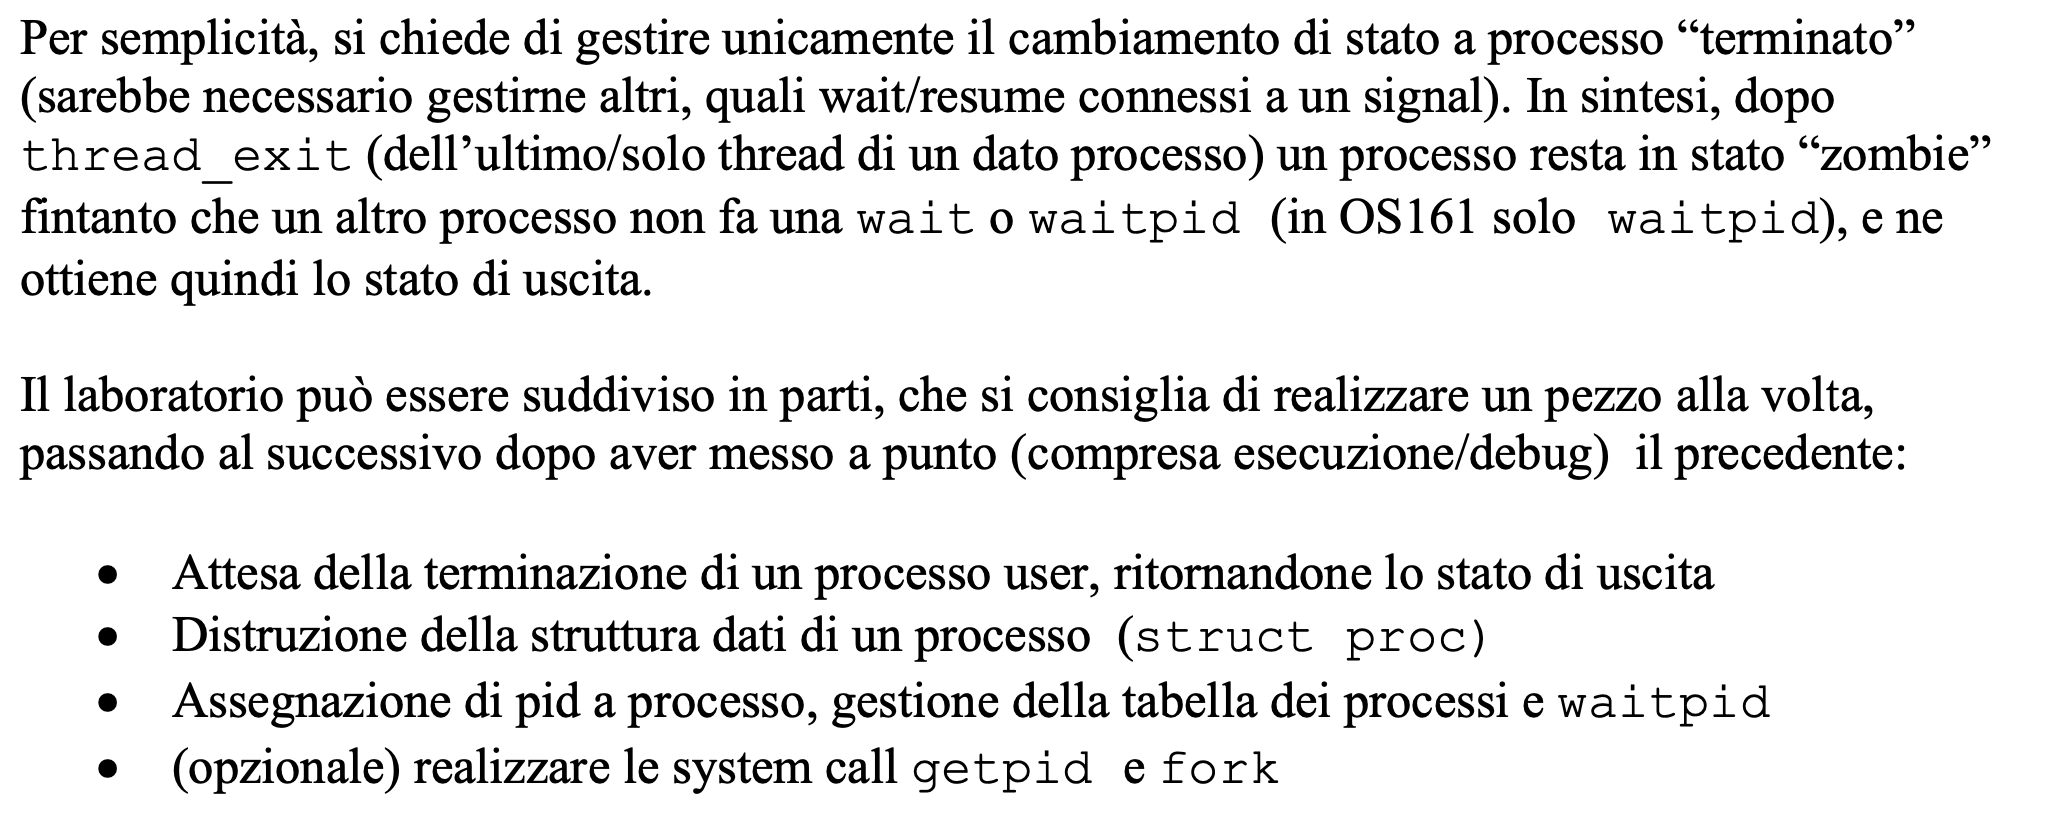 Per semplicità, si chiede di gestire unicamente il cambiamento di stato a processo “terminato”
(sarebbe necessario gestirne altri, quali wait/resume connessi a un signal). In sintesi, dopo
thread_exit (dell’ultimo/solo thread di un dato processo) un processo resta in stato “zombie”
fintanto che un altro processo non fa una wait o waitpid (in OS161 solo waitpid), e ne
ottiene quindi lo stato di uscita.
Il laboratorio può essere suddiviso in parti, che si consiglia di realizzare un pezzo alla volta,
passando al successivo dopo aver messo a punto (compresa esecuzione/debug) il precedente:
• Attesa della terminazione di un processo user, ritornandone lo stato di uscita
• Distruzione della struttura dati di un processo (struct proc)
• Assegnazione di pid a processo, gestione della tabella dei processi e waitpid
• (opzionale) realizzare le system call getpid e fork